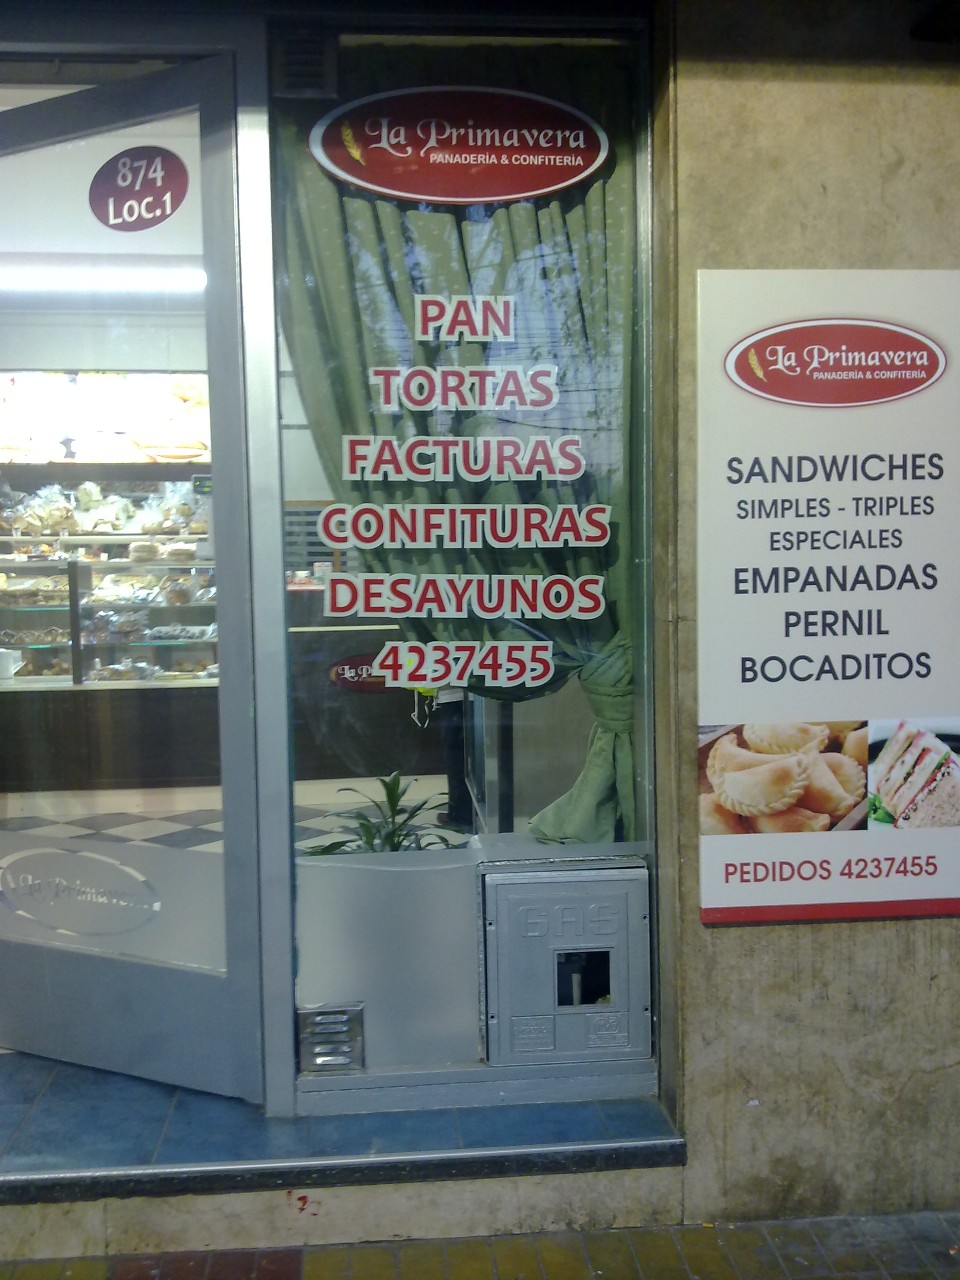 874
Loc.1
La Primavera
PANADERÍA & CONFITERÍA
PAN
TORTAS
FACTURAS
CONFITURAS
DESAYUNOS
4237455
La Primavera
GAS
La Primavera
PANADERÍA & CONFITERÍA
SANDWICHES
SIMPLES - TRIPLES
ESPECIALES
EMPANADAS
PERNIL
BOCADITOS
PEDIDOS 4237455